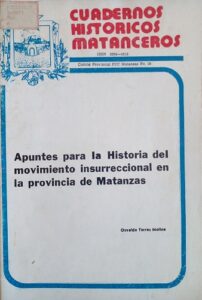 CUADERNOS
HISTORICOS
MATANCEROS
Comité Provincial PCC Matanzas No. 10
Apuntes para la Historia del
movimiento insurreccional en
la provincia de Matanzas
Osvaldo Torres Molina